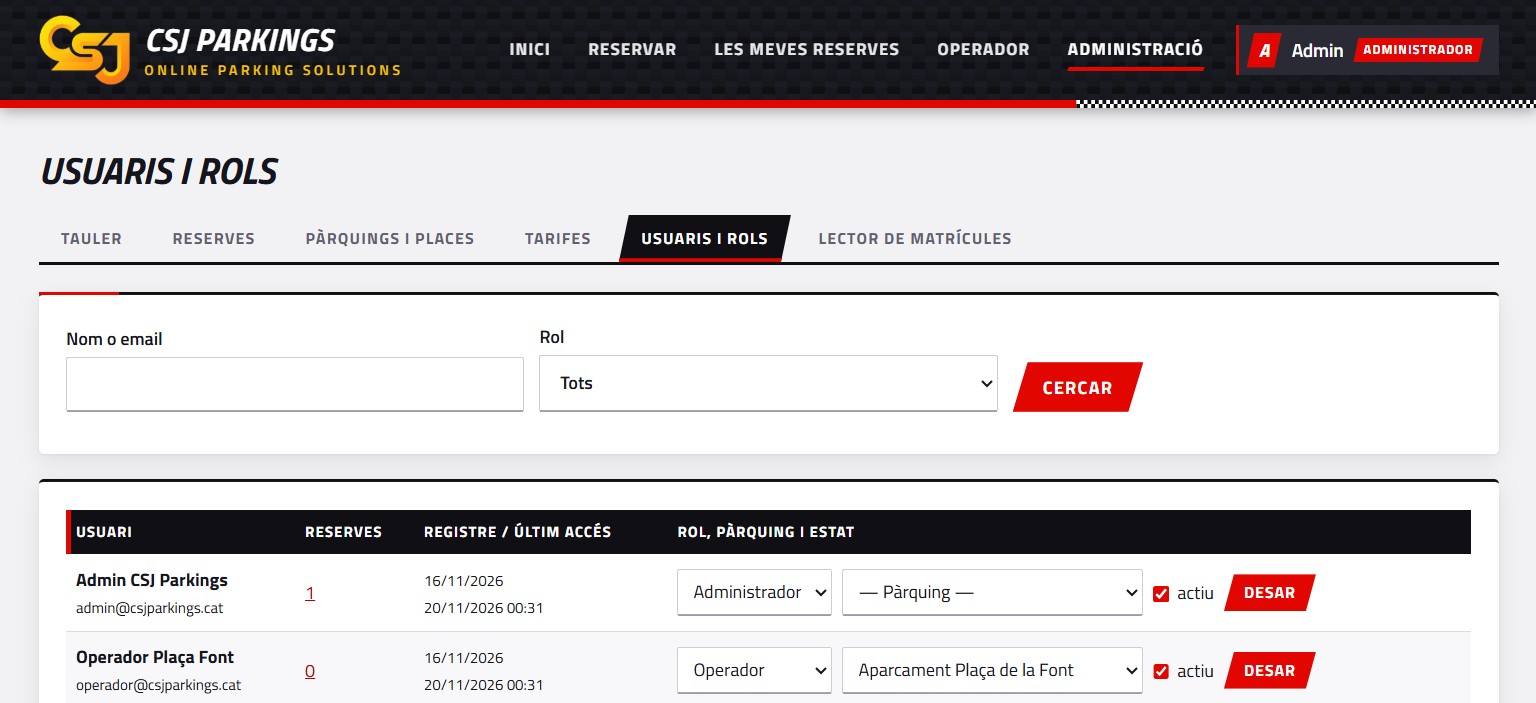 CSJ
CSJ PARKINGS
ONLINE PARKING SOLUTIONS
INICI RESERVAR LES MEVES RESERVES OPERADOR ADMINISTRACIÓ
A Admin ADMINISTRADOR
USUARIS I ROLS
TAULER RESERVES PÀRQUINGS I PLACES TARIFES USUARIS I ROLS LECTOR DE MATRÍCULES
Nom o email Rol
Tots CERCAR
USUARI RESERVES REGISTRE / ÚLTIM ACCÉS ROL, PÀRQUING I ESTAT
Admin CSJ Parkings 16/11/2026
1 Administrador — Pàrquing — actiu DESAR
admin@csjparkings.cat 20/11/2026 00:31
Operador Plaça Font 16/11/2026
0 Operador Aparcament Plaça de la Font actiu DESAR
operador@csjparkings.cat 20/11/2026 00:31